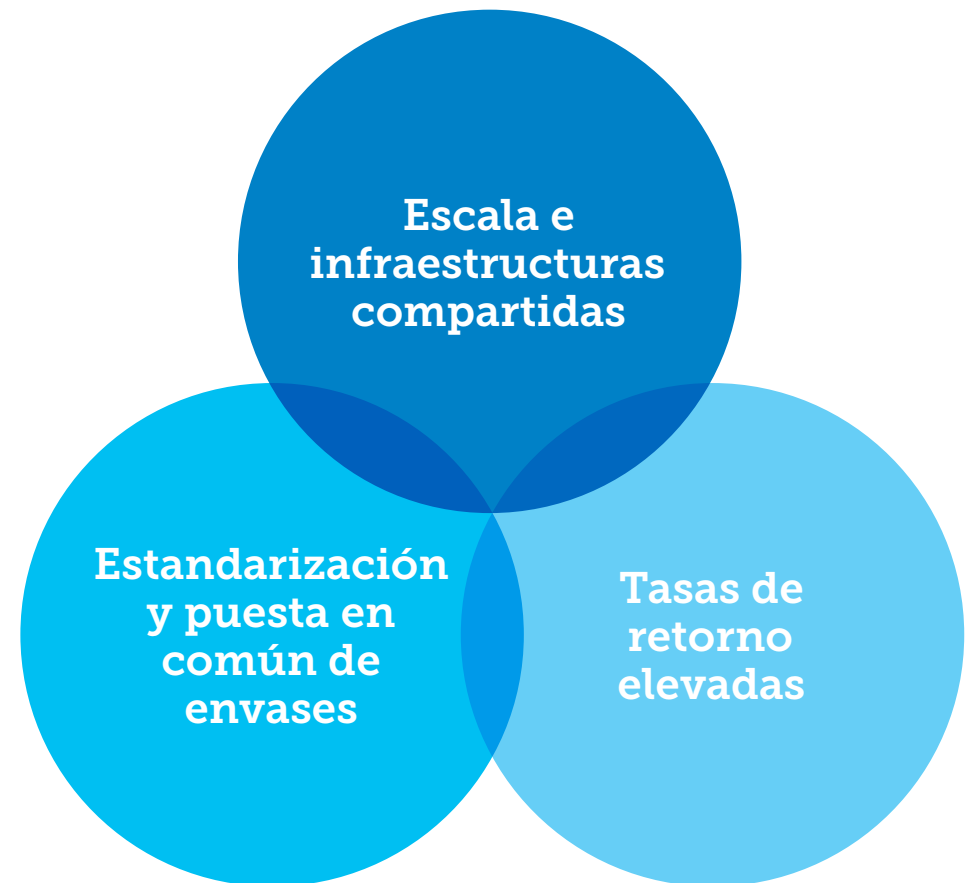 Escala e
infraestructuras
compartidas
Estandarización
y puesta en
común de
envases
Tasas de
retorno
elevadas